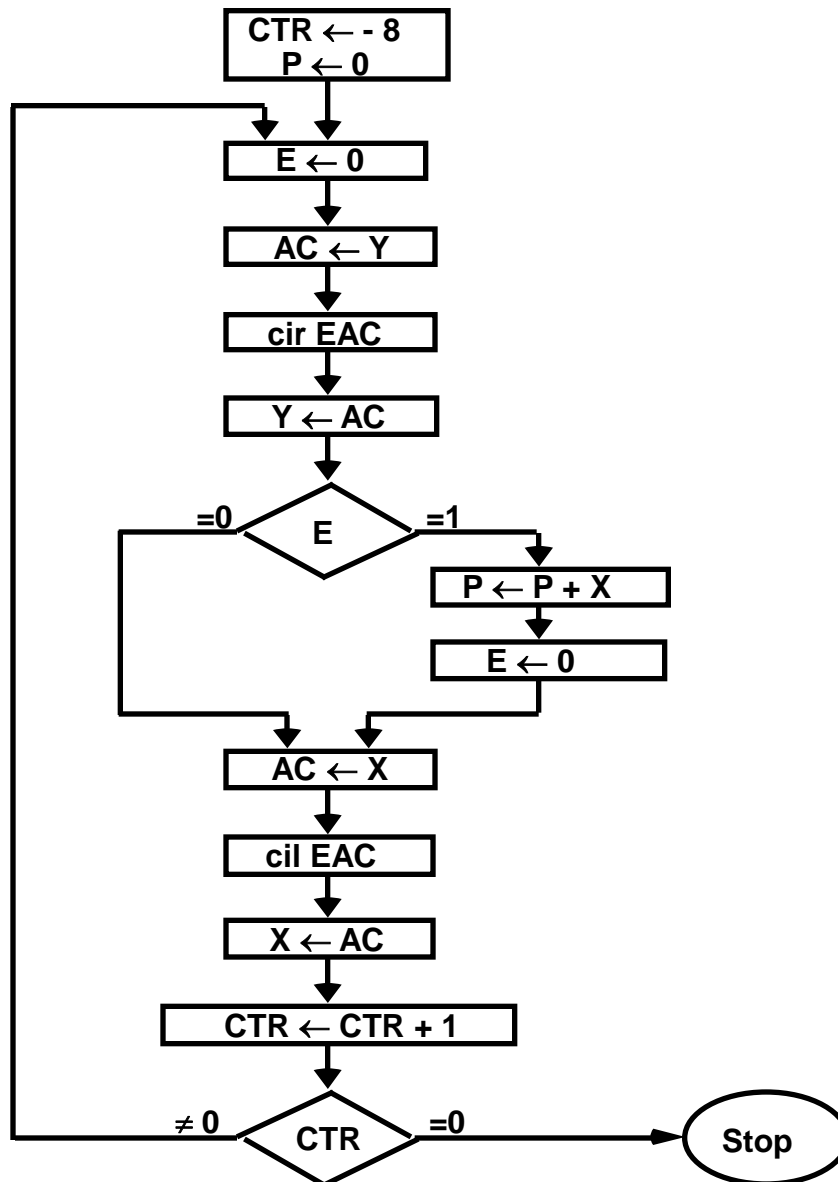 CTR ← - 8
P ← 0
E ← 0
AC ← Y
cir EAC
Y ← AC
=0
E
=1
P ← P + X
E ← 0
AC ← X
cil EAC
X ← AC
CTR ← CTR + 1
≠ 0
CTR
=0
Stop